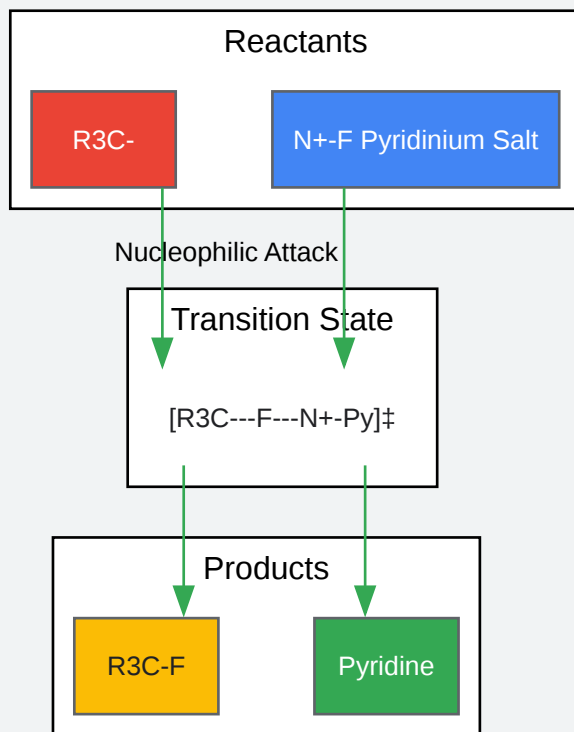 Reactants
R3C-
N+-F Pyridinium Salt
Nucleophilic Attack
Transition State
[R3C---F---N+-Py]‡
Products
R3C-F
Pyridine